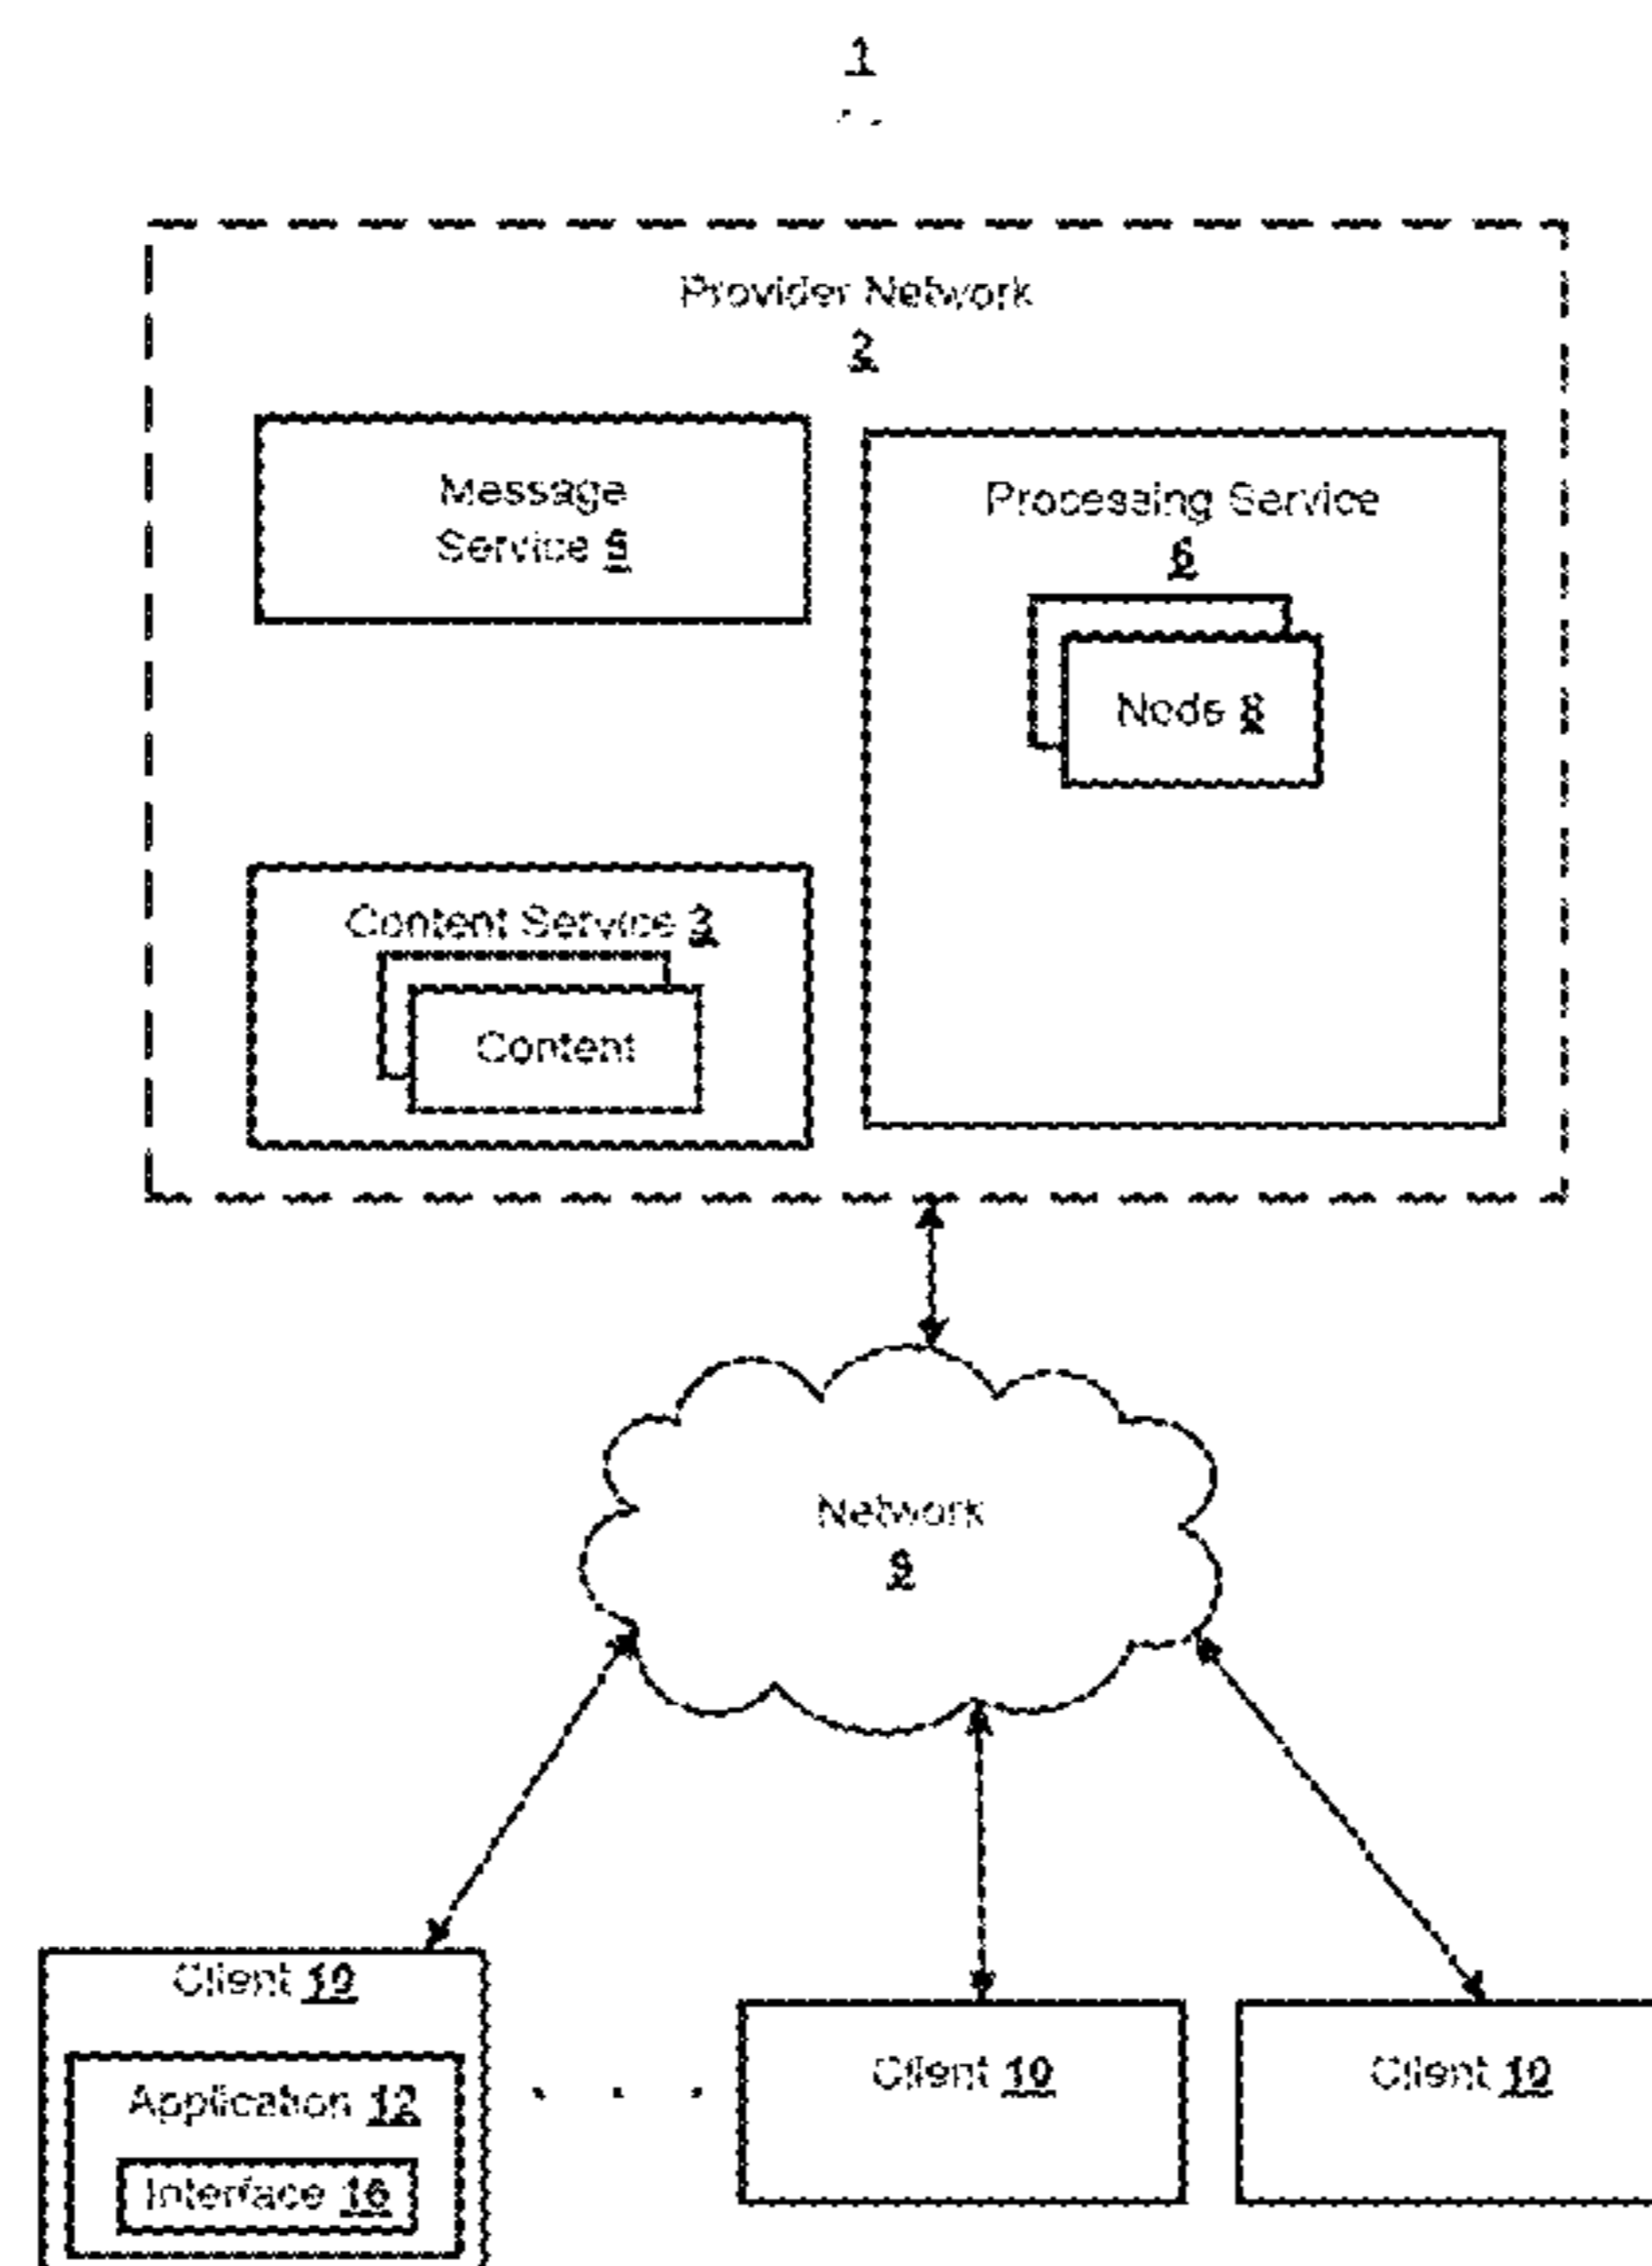 1
Provider Network
2
Message
Service 5
Processing Service
6
Node 8
Content Service 3
Content
Network
9
Client 10
Application 12
Interface 16
Client 10
Client 10